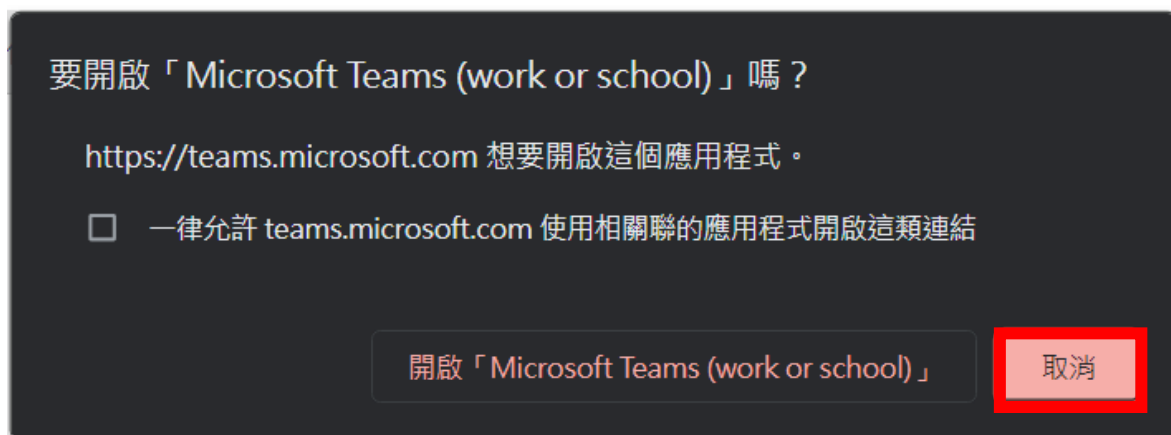 要開啟「Microsoft Teams (work or school)」嗎？
https://teams.microsoft.com 想要開啟這個應用程式。
一律允許 teams.microsoft.com 使用相關聯的應用程式開啟這類連結
開啟「Microsoft Teams (work or school)」
取消